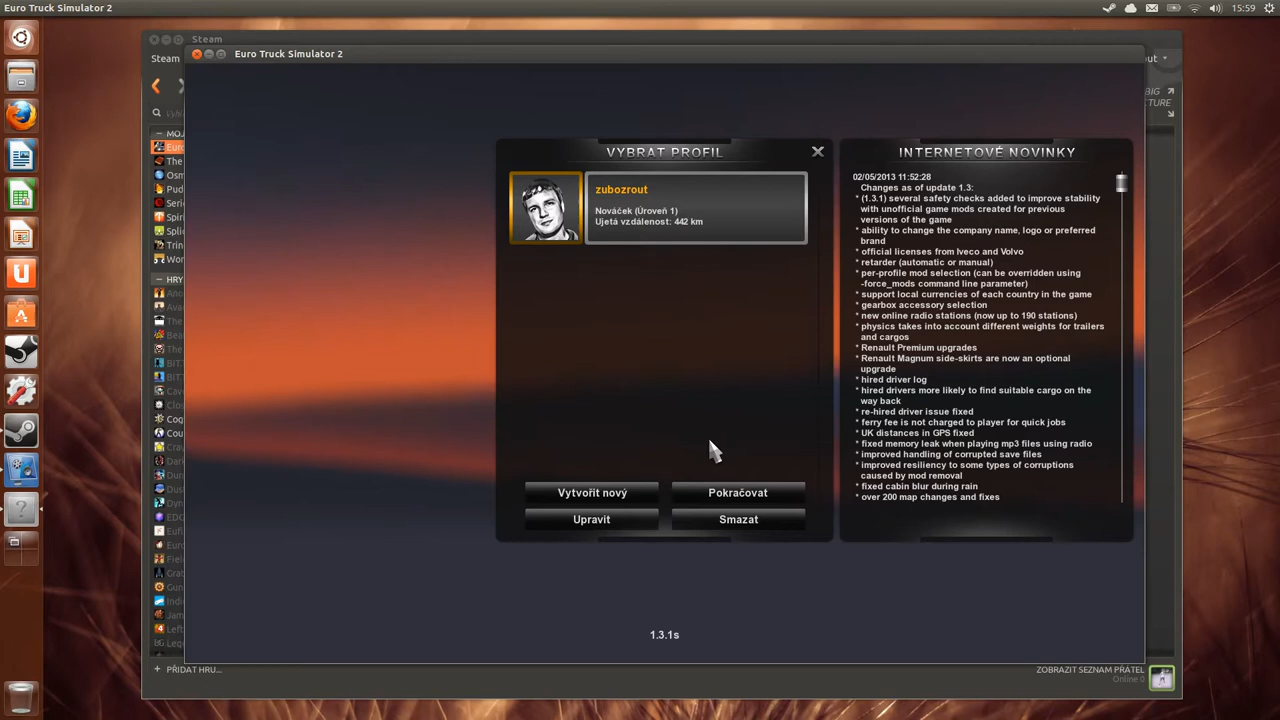 Euro Truck Simulator 2
15:59
Steam
Steam
Euro Truck Simulator 2
BIG
PŘIDAT HRU...
VYBRAT PROFIL
zubozrout
Nováček (Úroveň 1)
Ujetá vzdálenost: 442 km
Vytvořit nový
Pokračovat
Upravit
Smazat
INTERNETOVÉ NOVINKY
02/05/2013 11:52:28
Changes as of update 1.3:
* (1.3.1) several safety checks added to improve stability
with unofficial game mods created for previous
versions of the game
* ability to change the company name, logo or preferred
brand
* official licenses from Iveco and Volvo
* retarder (automatic or manual)
* per-profile mod selection (can be overridden using
-force_mods command line parameter)
* support local currencies of each country in the game
* gearbox accessory selection
* new online radio stations (now up to 190 stations)
* physics takes into account different weights for trailers
and cargos
* Renault Premium upgrades
* Renault Magnum side-skirts are now an optional
upgrade
* hired driver log
* hired drivers more likely to find suitable cargo on the
way back
* re-hired driver issue fixed
* ferry fee is not charged to player for quick jobs
* UK distances in GPS fixed
* fixed memory leak when playing mp3 files using radio
* improved handling of corrupted save files
* improved resiliency to some types of corruptions
caused by mod removal
* fixed cabin blur during rain
* over 200 map changes and fixes
1.3.1s
ZOBRAZIT SEZNAM PŘÁTEL
Online 0